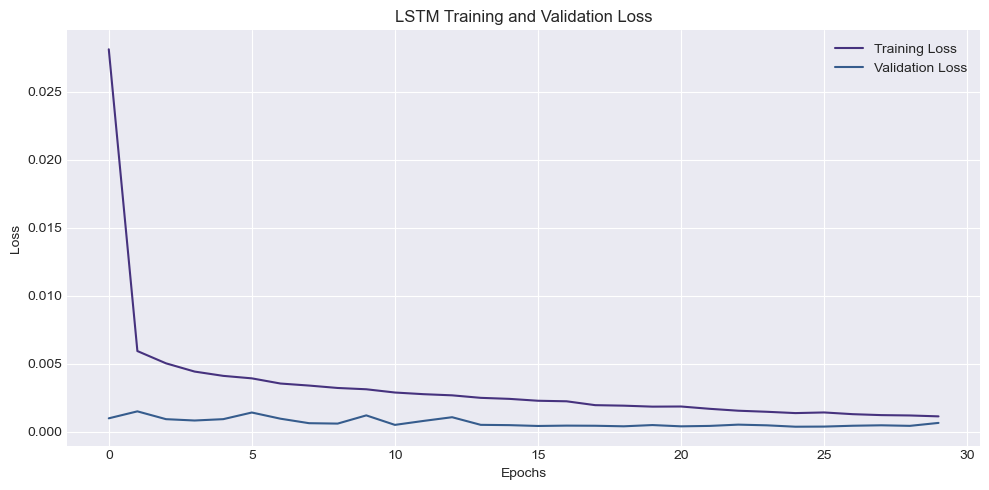 LSTM Training and Validation Loss
Training Loss
Validation Loss
0.025
0.020
0.015
0.010
0.005
0.000
Loss
0 5 10 15 20 25 30
Epochs